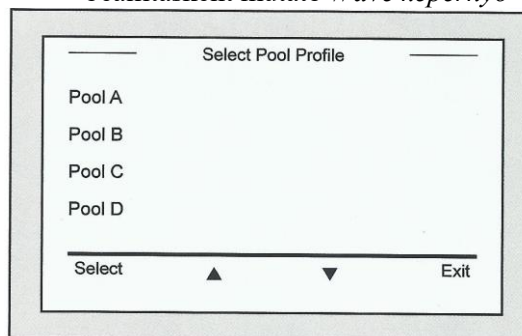 Select Pool Profile
Pool A
Pool B
Pool C
Pool D
Select ▲ ▼ Exit